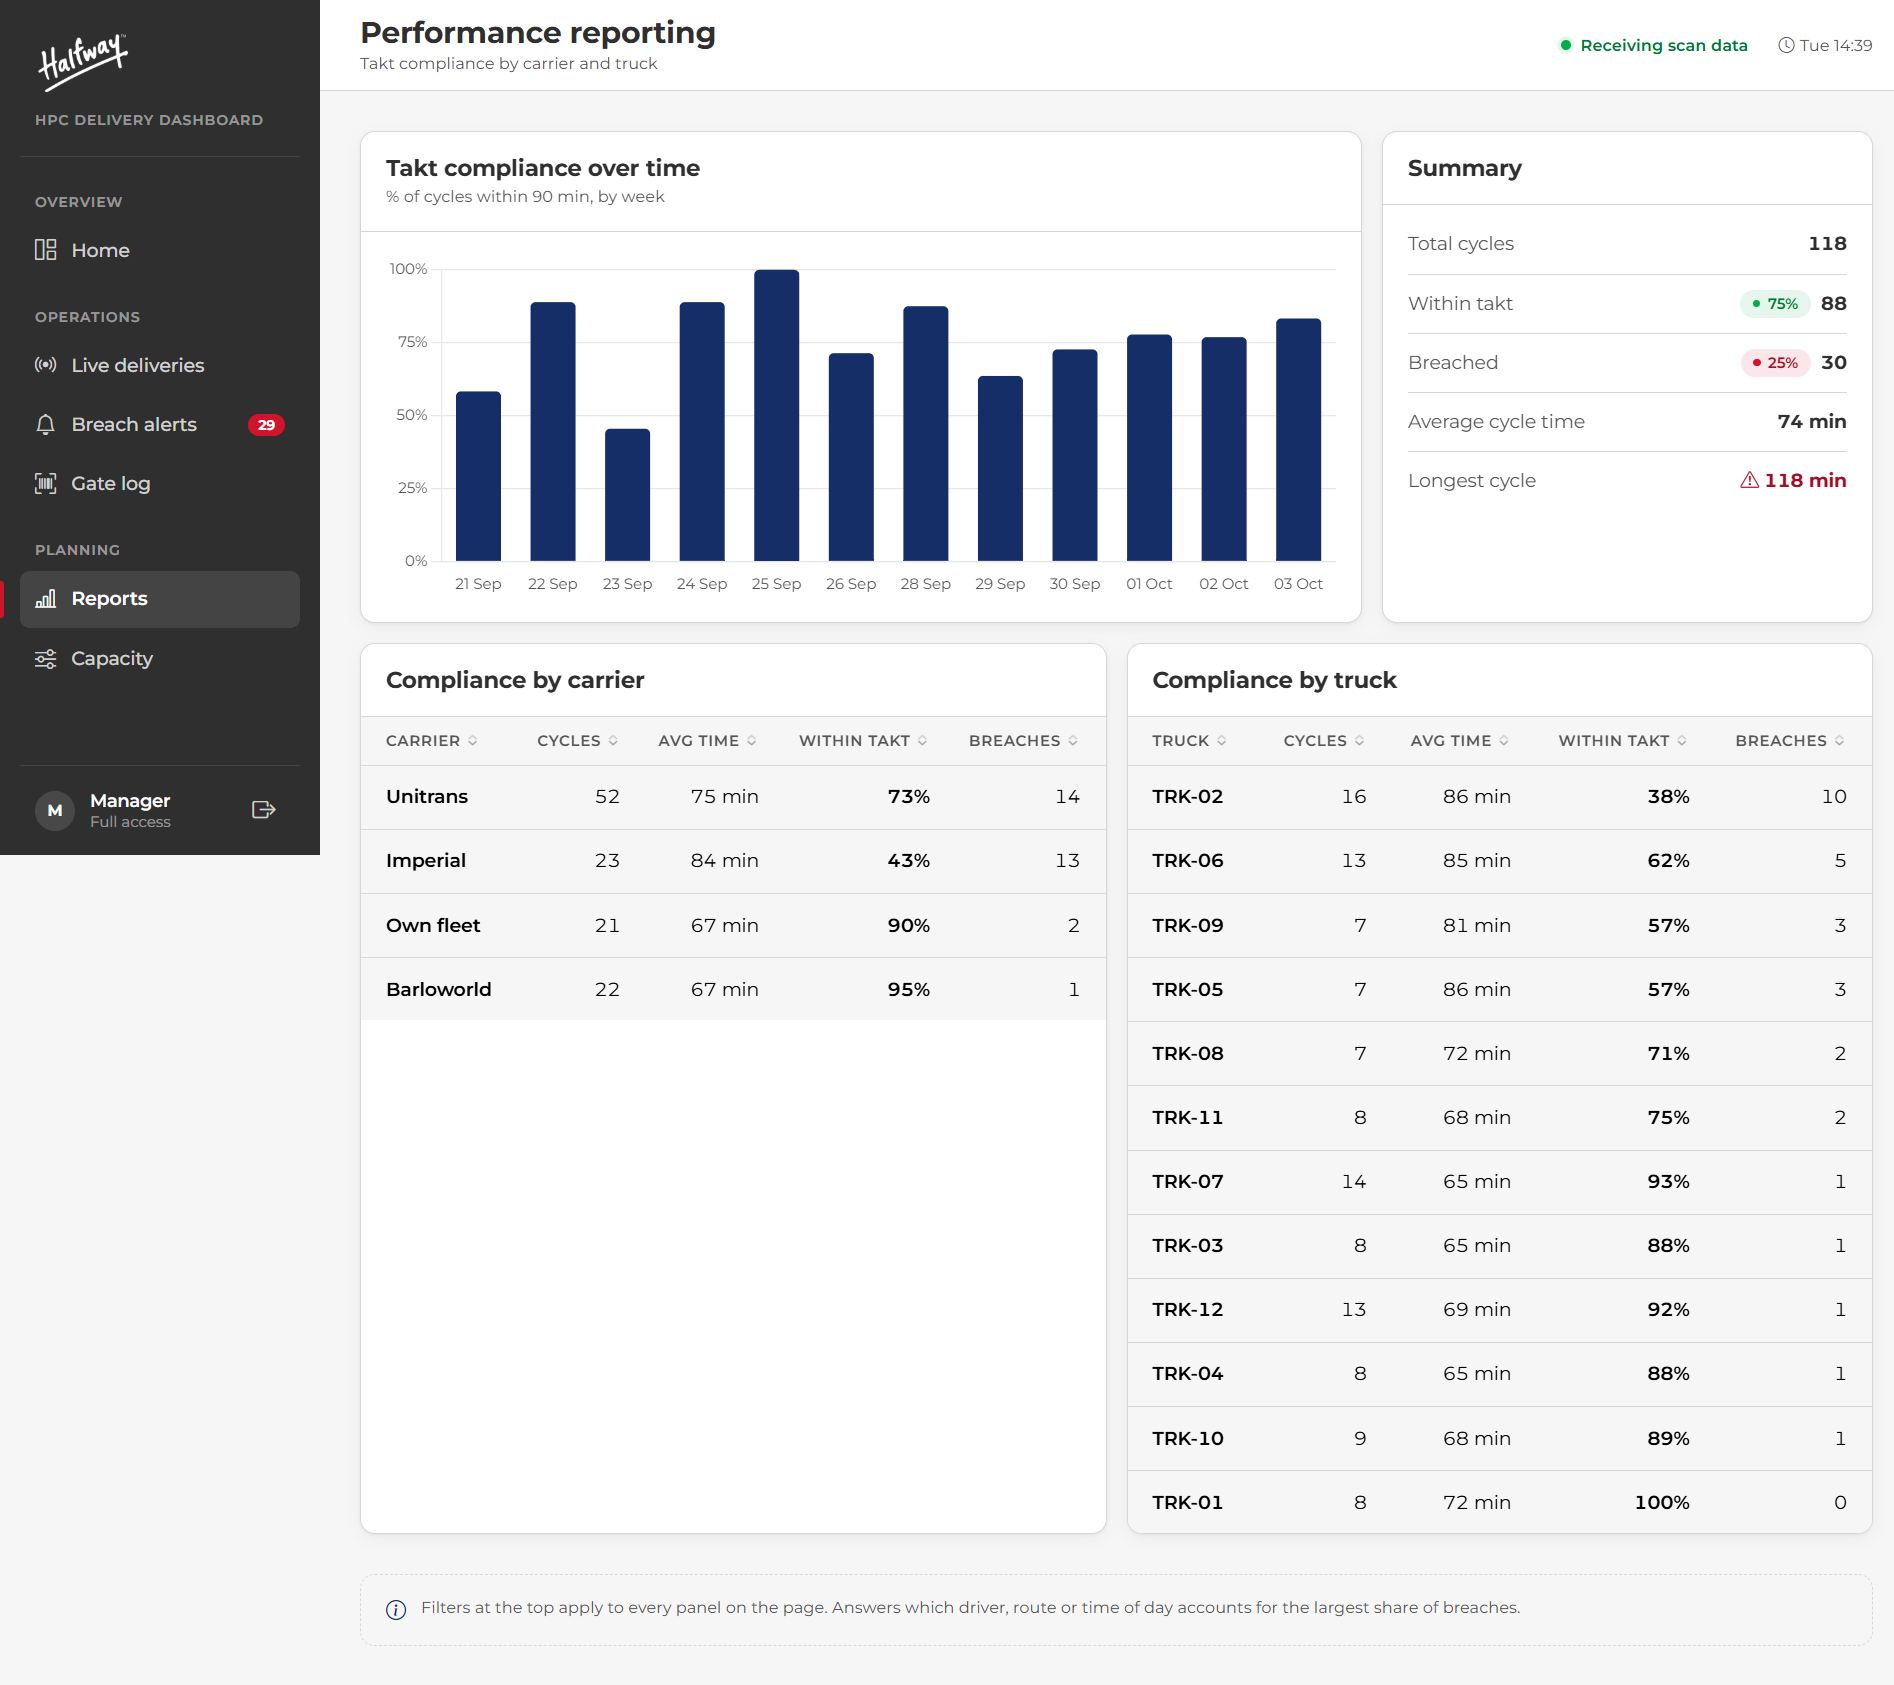 Halfway
HPC DELIVERY DASHBOARD
OVERVIEW
Home
OPERATIONS
Live deliveries
Breach alerts 29
Gate log
PLANNING
Reports
Capacity
M
Manager
Full access
Performance reporting
Takt compliance by carrier and truck
Receiving scan data
Tue 14:39
Takt compliance over time
% of cycles within 90 min, by week
100%
75%
50%
25%
0%
21 Sep 22 Sep 23 Sep 24 Sep 25 Sep 26 Sep 28 Sep 29 Sep 30 Sep 01 Oct 02 Oct 03 Oct
Summary
Total cycles 118
Within takt 75% 88
Breached 25% 30
Average cycle time 74 min
Longest cycle 118 min
Compliance by carrier
CARRIER CYCLES AVG TIME WITHIN TAKT BREACHES
Unitrans 52 75 min 73% 14
Imperial 23 84 min 43% 13
Own fleet 21 67 min 90% 2
Barloworld 22 67 min 95% 1
Compliance by truck
TRUCK CYCLES AVG TIME WITHIN TAKT BREACHES
TRK-02 16 86 min 38% 10
TRK-06 13 85 min 62% 5
TRK-09 7 81 min 57% 3
TRK-05 7 86 min 57% 3
TRK-08 7 72 min 71% 2
TRK-11 8 68 min 75% 2
TRK-07 14 65 min 93% 1
TRK-03 8 65 min 88% 1
TRK-12 13 69 min 92% 1
TRK-04 8 65 min 88% 1
TRK-10 9 68 min 89% 1
TRK-01 8 72 min 100% 0
Filters at the top apply to every panel on the page. Answers which driver, route or time of day accounts for the largest share of breaches.